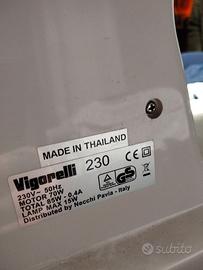 MADE IN THAILAND
Vigorelli 230
230V~ 50Hz
MOTOR 70W
TOTAL 85W - 0,4A
LAMP MAX 15W
Distributed by Necchi Pavia - Italy
subito